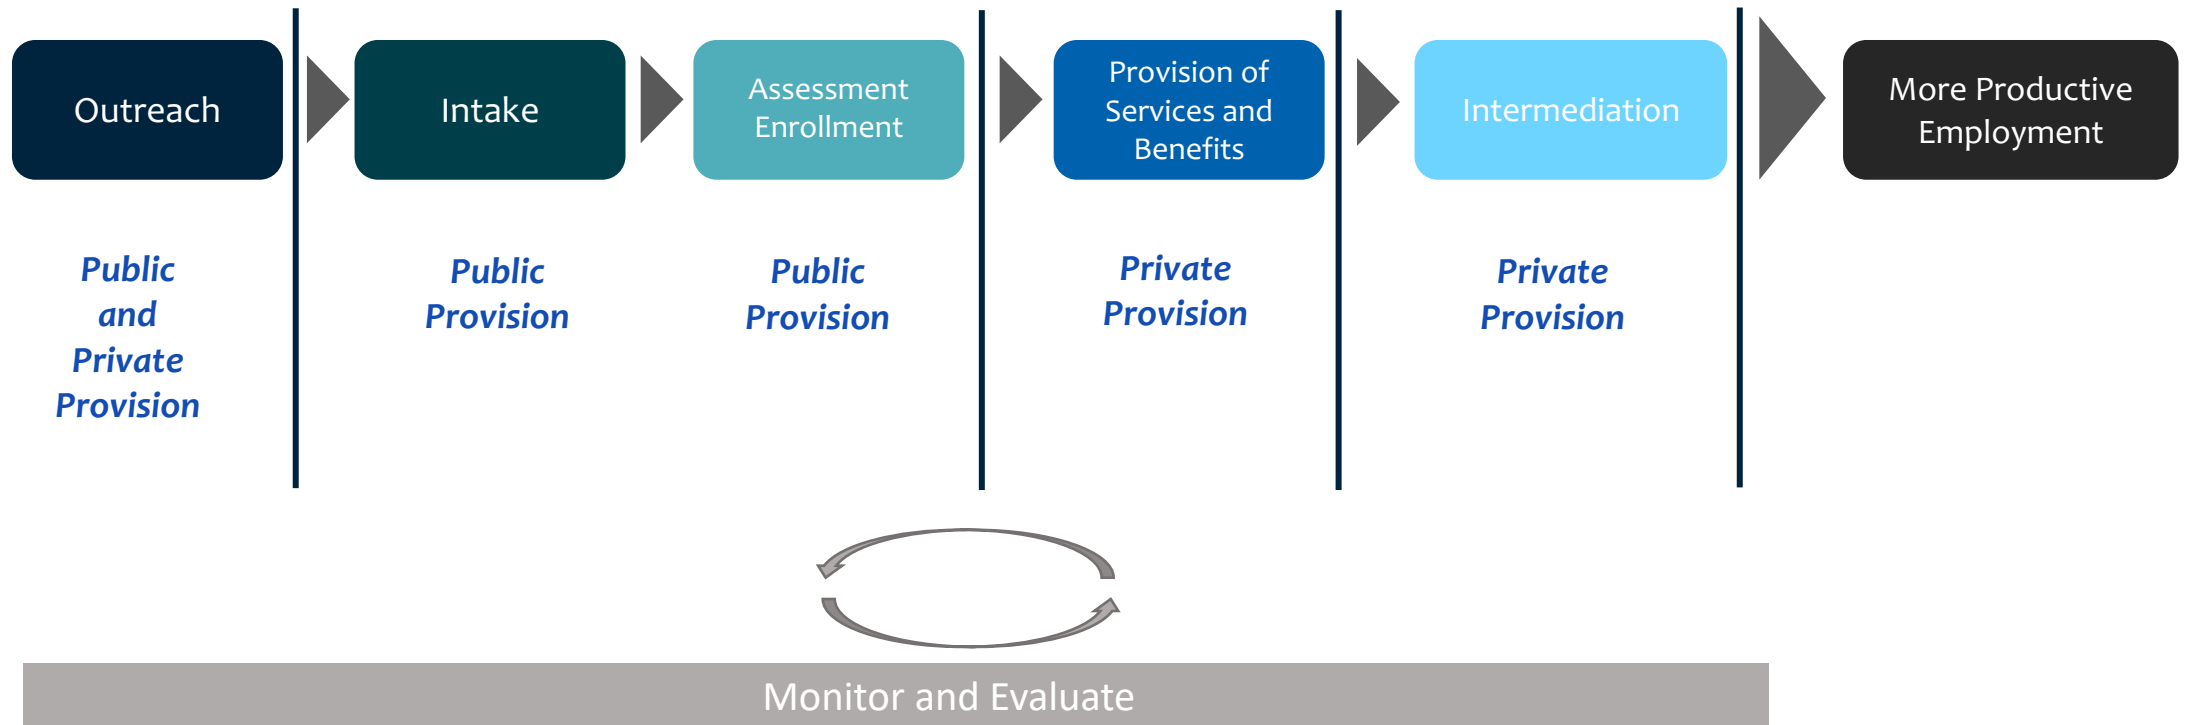 Outreach
Intake
Assessment
Enrollment
Provision of
Services and
Benefits
Intermediation
More Productive
Employment
Public
and
Private
Provision
Public
Provision
Public
Provision
Private
Provision
Private
Provision
Monitor and Evaluate